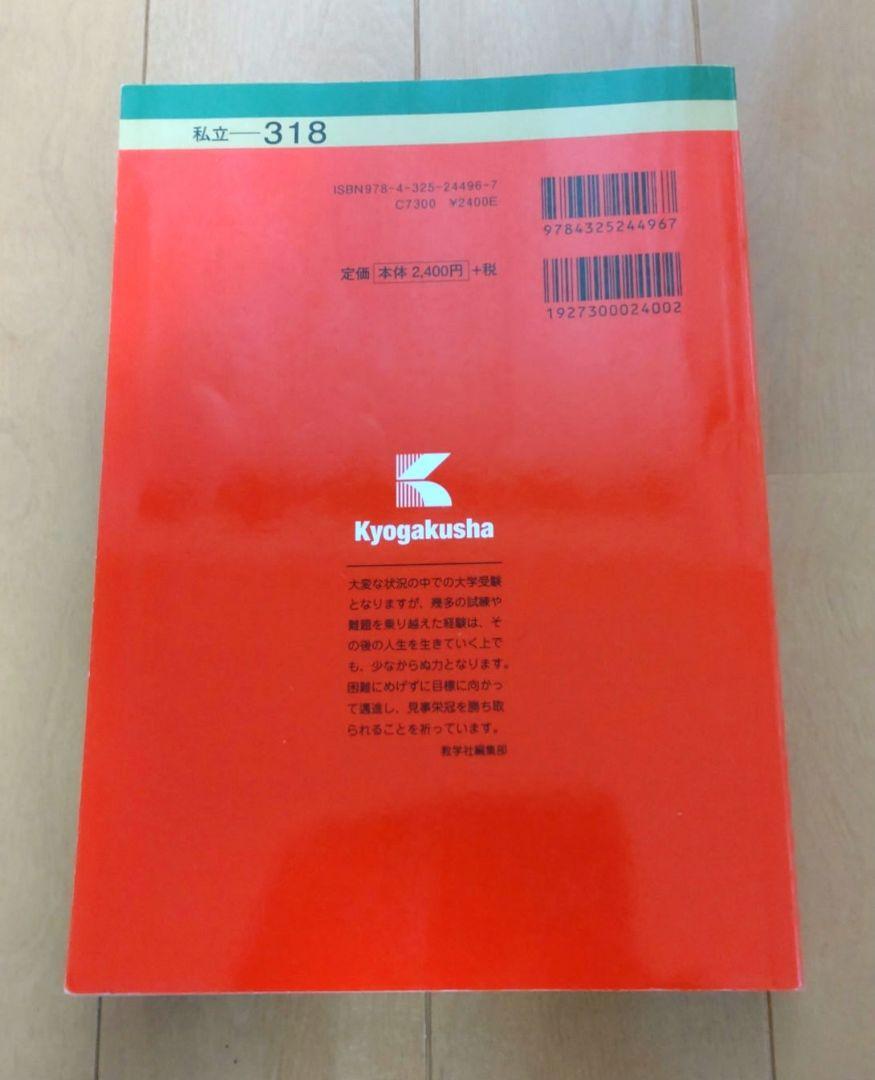 私立—318
ISBN978-4-325-24496-7
C7300 ¥2400E
9784325244967
定価 本体 2,400円 +税
1927300024002
Kyogakusha
大変な状況の中での大学受験
となりますが、幾多の試練や
難題を乗り越えた経験は、そ
の後の人生を生きていく上で
も、少なからぬ力となります。
困難にめげずに目標に向かっ
て邁進し、見事栄冠を勝ち取
られることを祈っています。
教学社編集部